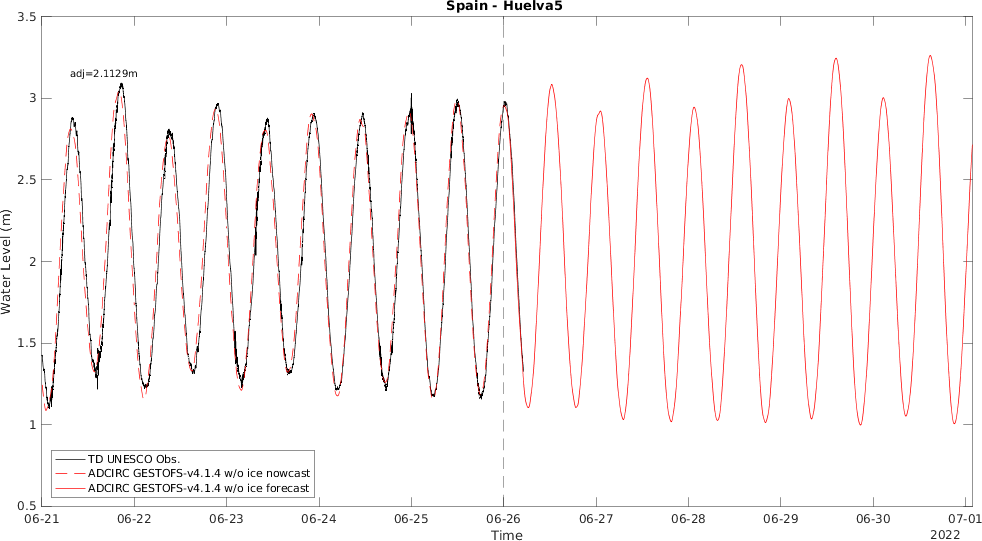 Spain - Huelva5
3.5
adj=2.1129m
3
2.5
2
1.5
1
0.5
Water Level (m)
TD UNESCO Obs.
ADCIRC GESTOFS-v4.1.4 w/o ice nowcast
ADCIRC GESTOFS-v4.1.4 w/o ice forecast
06-21 06-22 06-23 06-24 06-25 06-26 06-27 06-28 06-29 06-30 07-01
Time
2022